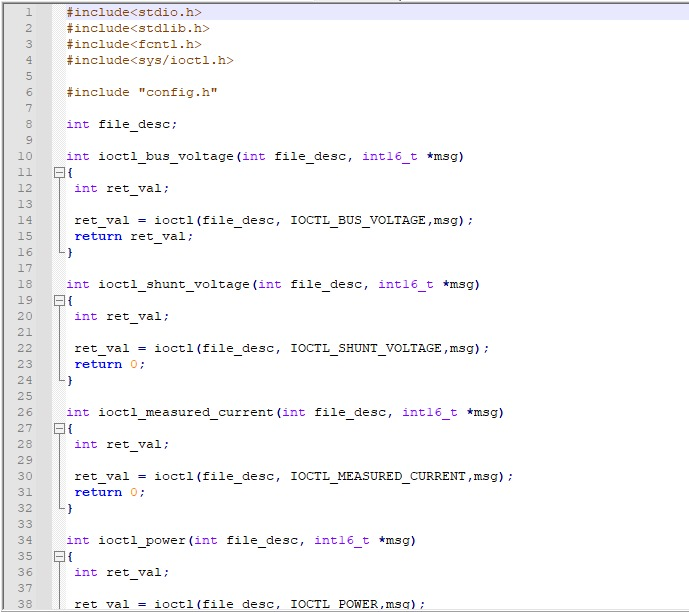 1 #include<stdio.h>
2 #include<stdlib.h>
3 #include<fcntl.h>
4 #include<sys/ioctl.h>
5
6 #include "config.h"
7
8 int file_desc;
9
10 int ioctl_bus_voltage(int file_desc, int16_t *msg)
11 {
12 int ret_val;
13
14 ret_val = ioctl(file_desc, IOCTL_BUS_VOLTAGE,msg);
15 return ret_val;
16 }
17
18 int ioctl_shunt_voltage(int file_desc, int16_t *msg)
19 {
20 int ret_val;
21
22 ret_val = ioctl(file_desc, IOCTL_SHUNT_VOLTAGE,msg);
23 return 0;
24 }
25
26 int ioctl_measured_current(int file_desc, int16_t *msg)
27 {
28 int ret_val;
29
30 ret_val = ioctl(file_desc, IOCTL_MEASURED_CURRENT,msg);
31 return 0;
32 }
33
34 int ioctl_power(int file_desc, int16_t *msg)
35 {
36 int ret_val;
37
38 ret_val = ioctl(file_desc, IOCTL_POWER,msg);